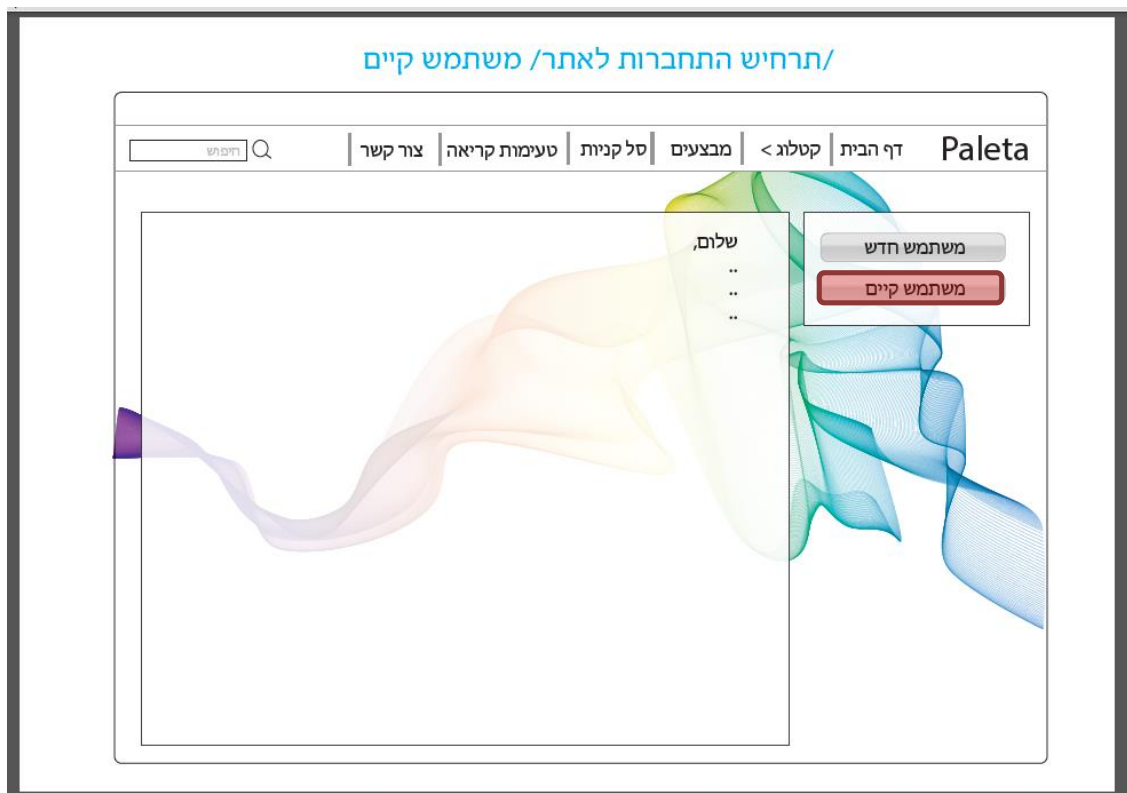 /תרחיש התחברות לאתר/ משתמש קיים
Paleta דף הבית קטלוג > מבצעים סל קניות טעימות קריאה צור קשר חיפוש
משתמש חדש
משתמש קיים
שלום,
..
..
..